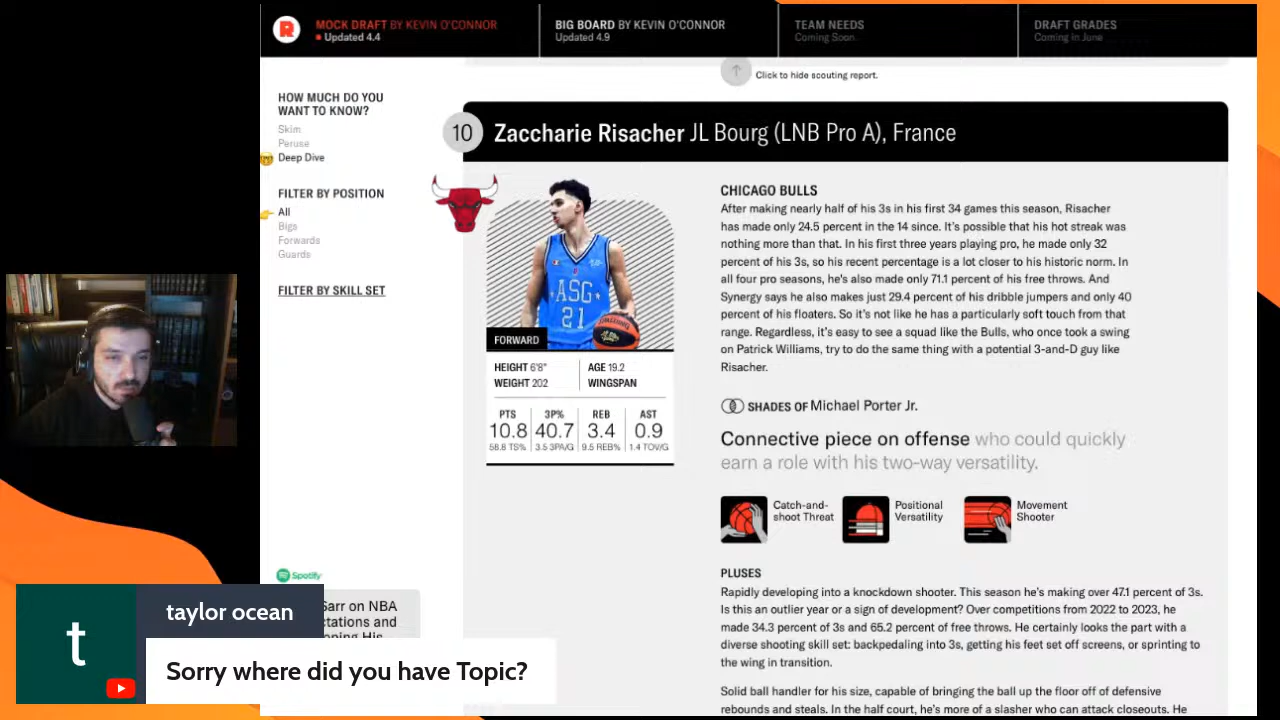 R
MOCK DRAFT BY KEVIN O'CONNOR
Updated 4.4
BIG BOARD BY KEVIN O'CONNOR
Updated 4.9
TEAM NEEDS
Coming Soon.
DRAFT GRADES
Coming in June
Click to hide scouting report.
HOW MUCH DO YOU
WANT TO KNOW?
Skim
Peruse
Deep Dive
FILTER BY POSITION
All
Bigs
Forwards
Guards
FILTER BY SKILL SET
10 Zaccharie Risacher JL Bourg (LNB Pro A), France
ASG
21
FORWARD
HEIGHT 6'8"
WEIGHT 202
AGE 19.2
WINGSPAN
PTS 3P% REB AST
10.8 40.7 3.4 0.9
58.8 TS% 3.5 3PA/G 9.5 REB% 1.4 TOV/G
CHICAGO BULLS
After making nearly half of his 3s in his first 34 games this season, Risacher
has made only 24.5 percent in the 14 since. It's possible that his hot streak was
nothing more than that. In his first three years playing pro, he made only 32
percent of his 3s, so his recent percentage is a lot closer to his historic norm. In
all four pro seasons, he's also made only 71.1 percent of his free throws. And
Synergy says he also makes just 29.4 percent of his dribble jumpers and only 40
percent of his floaters. So it's not like he has a particularly soft touch from that
range. Regardless, it's easy to see a squad like the Bulls, who once took a swing
on Patrick Williams, try to do the same thing with a potential 3-and-D guy like
Risacher.
SHADES OF Michael Porter Jr.
Connective piece on offense who could quickly
earn a role with his two-way versatility.
Catch-and-
shoot Threat
Positional
Versatility
Movement
Shooter
PLUSES
Rapidly developing into a knockdown shooter. This season he's making over 47.1 percent of 3s.
Is this an outlier year or a sign of development? Over competitions from 2022 to 2023, he
made 34.3 percent of 3s and 65.2 percent of free throws. He certainly looks the part with a
diverse shooting skill set: backpedaling into 3s, getting his feet set off screens, or sprinting to
the wing in transition.
Solid ball handler for his size, capable of bringing the ball up the floor off of defensive
rebounds and steals. In the half court, he's more of a slasher who can attack closeouts. He
Spotify
Sarr on NBA
t
taylor ocean
Sorry where did you have Topic?